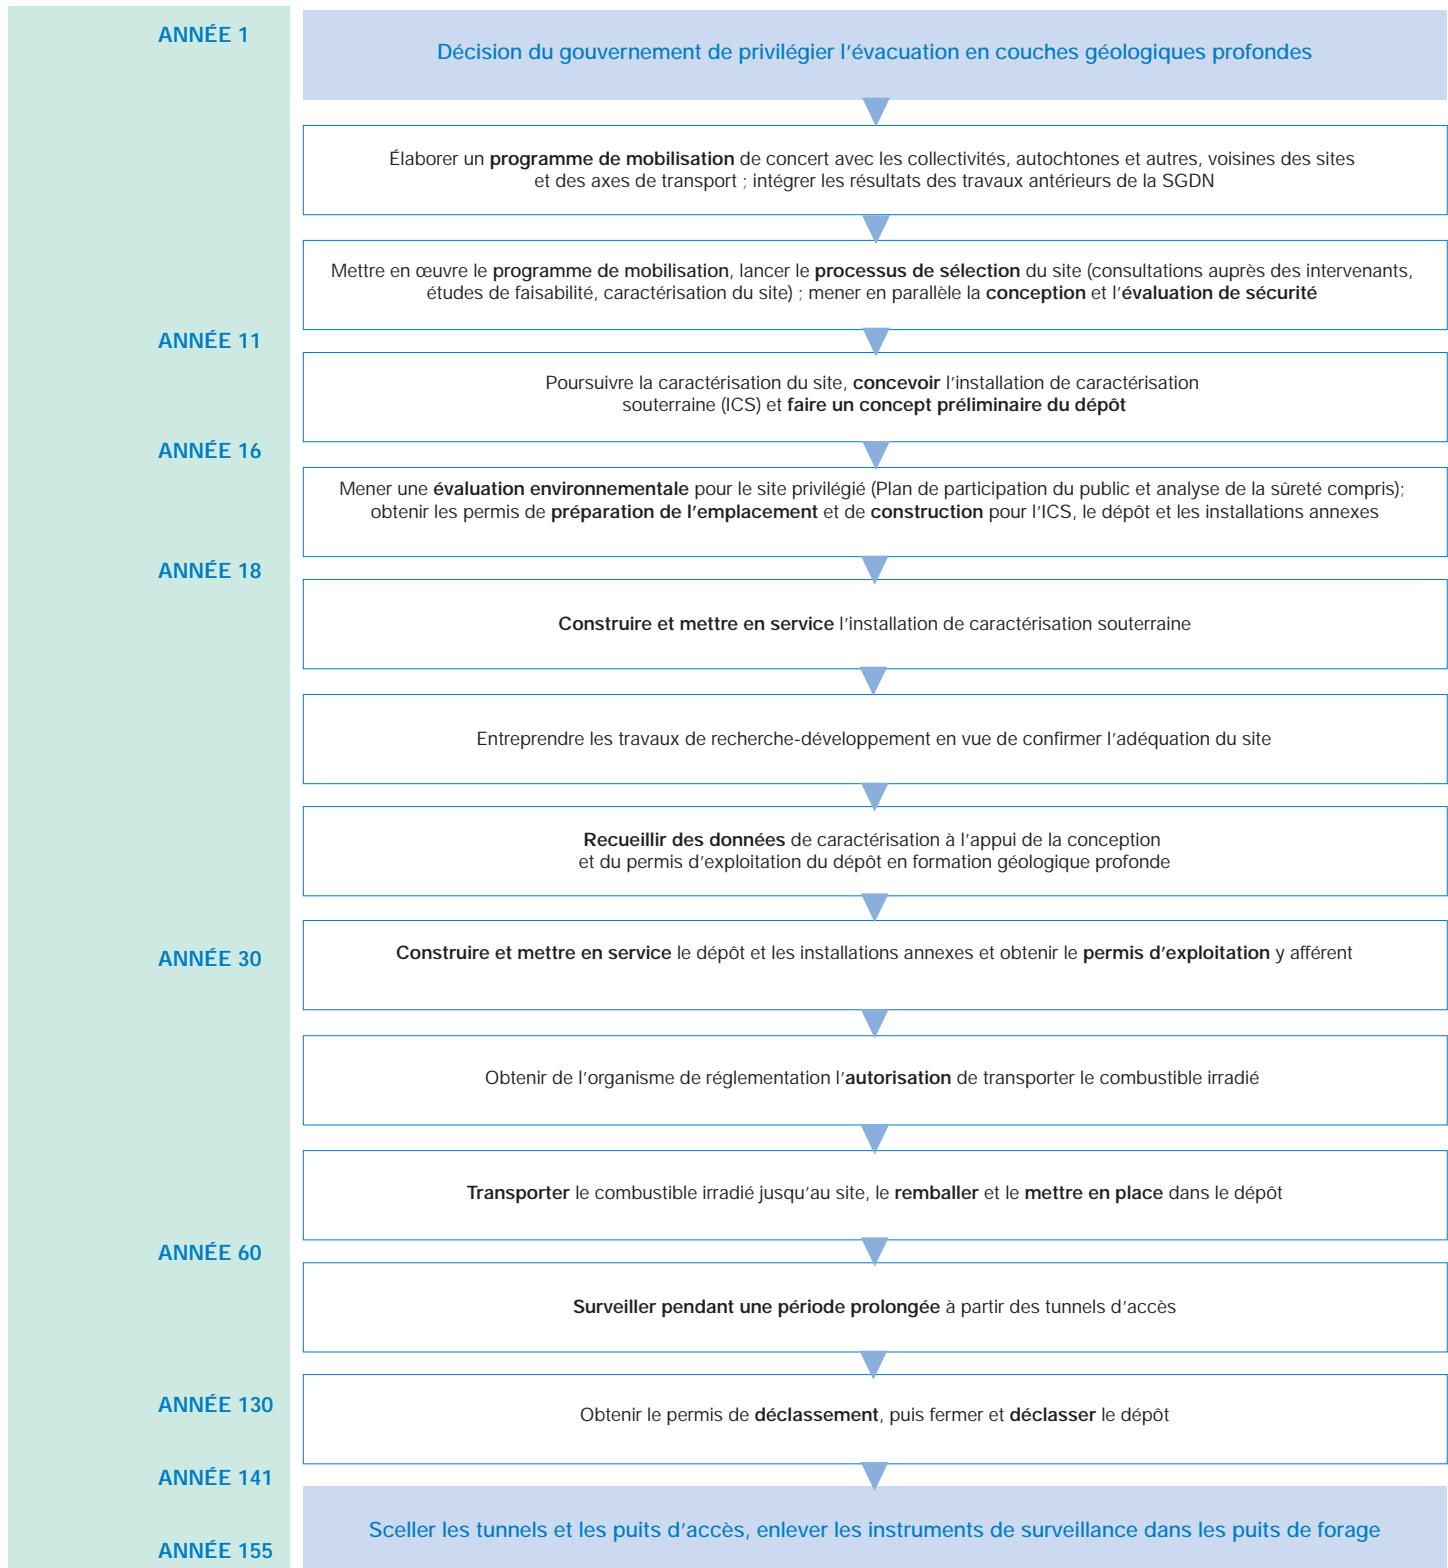 ANNÉE 1
Décision du gouvernement de privilégier l'évacuation en couches géologiques profondes
Élaborer un programme de mobilisation de concert avec les collectivités, autochtones et autres, voisines des sites
et des axes de transport ; intégrer les résultats des travaux antérieurs de la SGDN
Mettre en œuvre le programme de mobilisation, lancer le processus de sélection du site (consultations auprès des intervenants,
études de faisabilité, caractérisation du site) ; mener en parallèle la conception et l'évaluation de sécurité
ANNÉE 11
Poursuivre la caractérisation du site, concevoir l'installation de caractérisation
souterraine (ICS) et faire un concept préliminaire du dépôt
ANNÉE 16
Mener une évaluation environnementale pour le site privilégié (Plan de participation du public et analyse de la sûreté compris);
obtenir les permis de préparation de l'emplacement et de construction pour l'ICS, le dépôt et les installations annexes
ANNÉE 18
Construire et mettre en service l'installation de caractérisation souterraine
Entreprendre les travaux de recherche-développement en vue de confirmer l'adéquation du site
Recueillir des données de caractérisation à l'appui de la conception
et du permis d'exploitation du dépôt en formation géologique profonde
ANNÉE 30
Construire et mettre en service le dépôt et les installations annexes et obtenir le permis d'exploitation y afférent
Obtenir de l'organisme de réglementation l'autorisation de transporter le combustible irradié
Transporter le combustible irradié jusqu'au site, le remballer et le mettre en place dans le dépôt
ANNÉE 60
Surveiller pendant une période prolongée à partir des tunnels d'accès
ANNÉE 130
Obtenir le permis de déclassement, puis fermer et déclasser le dépôt
ANNÉE 141
Sceller les tunnels et les puits d'accès, enlever les instruments de surveillance dans les puits de forage
ANNÉE 155